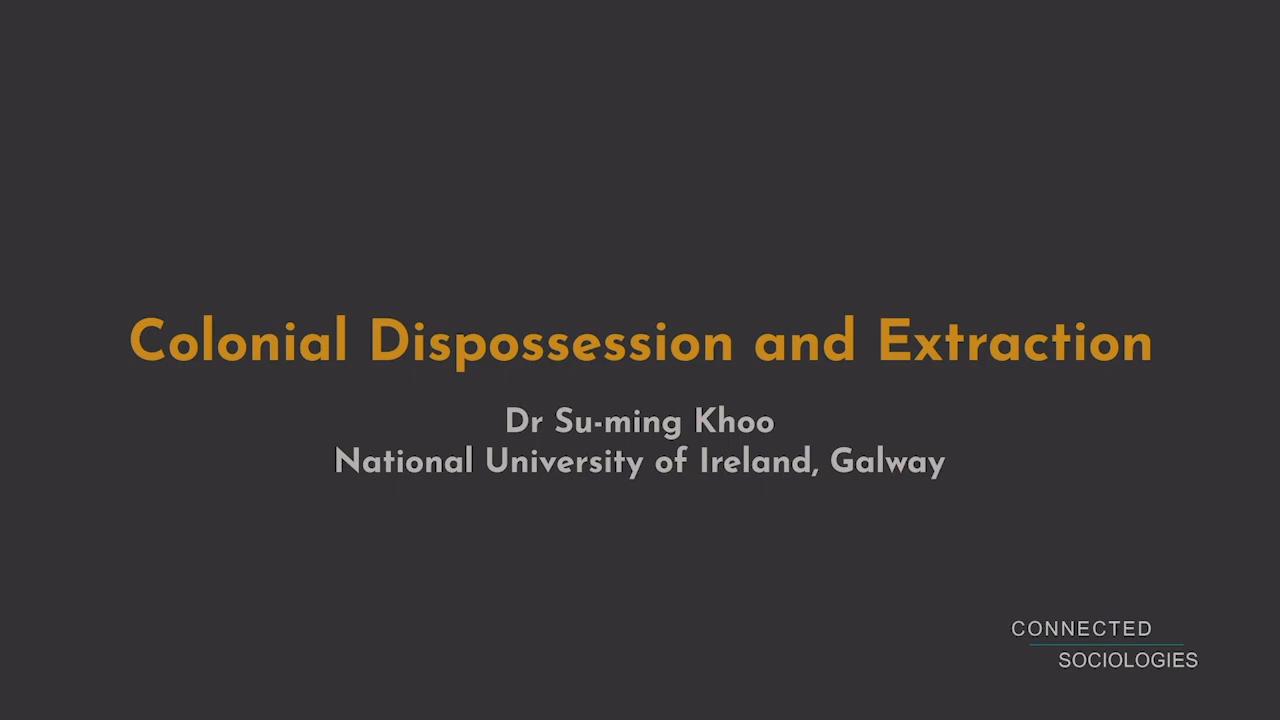 Colonial Dispossession and Extraction
Dr Su-ming Khoo
National University of Ireland, Galway
CONNECTED
SOCIOLOGIES